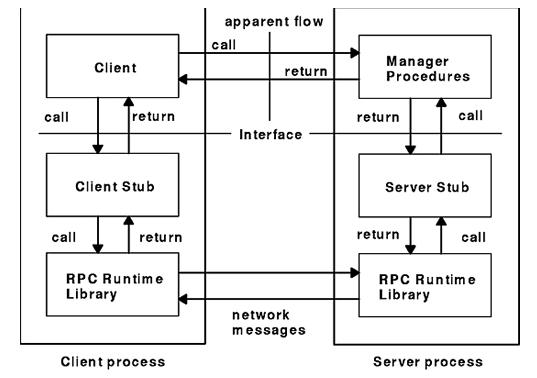 apparent flow
call
Client
Manager
Procedures
return
call
return
return
call
Interface
Client Stub
Server Stub
call
return
return
call
RPC Runtime
Library
RPC Runtime
Library
network
messages
Client process
Server process